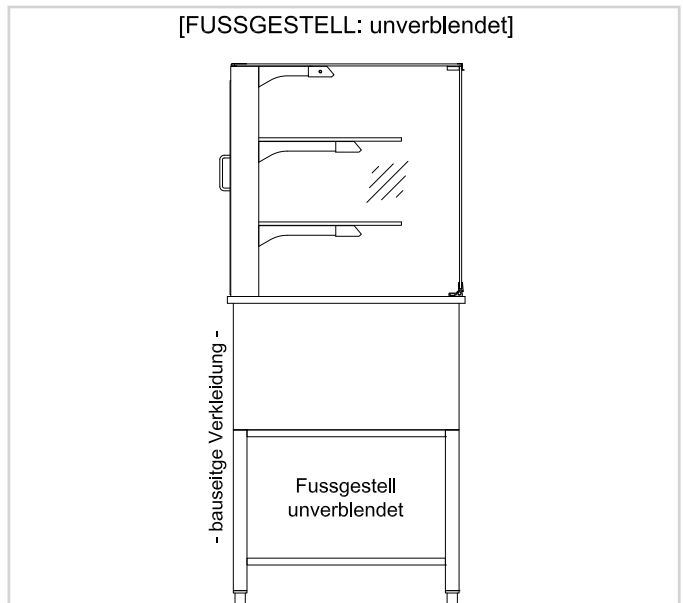 [FUSSGESTELL: unverblendet]
- bauseitge Verkleidung -
Fussgestell
unverblendet